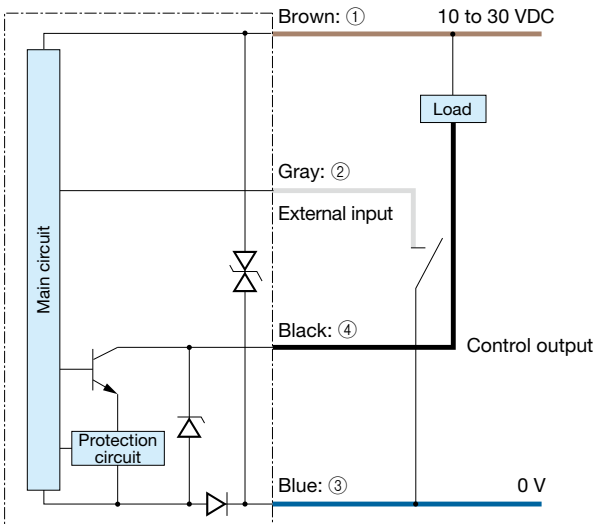 Brown: ① 10 to 30 VDC
Load
Gray: ②
External input
Main circuit
Black: ④
Control output
Protection
circuit
Blue: ③ 0 V